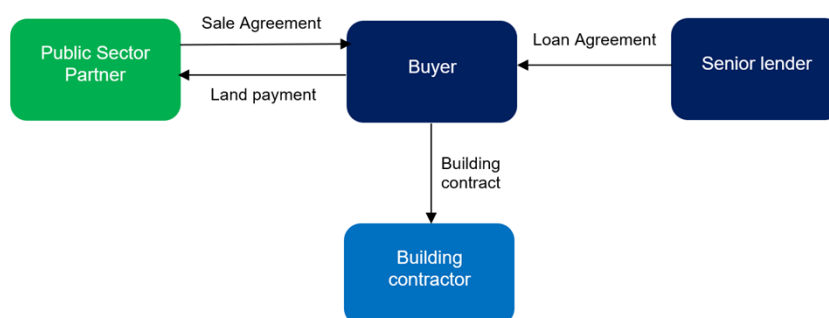 Sale Agreement
Public Sector
Partner
Land payment
Buyer
Loan Agreement
Senior lender
Building
contract
Building
contractor